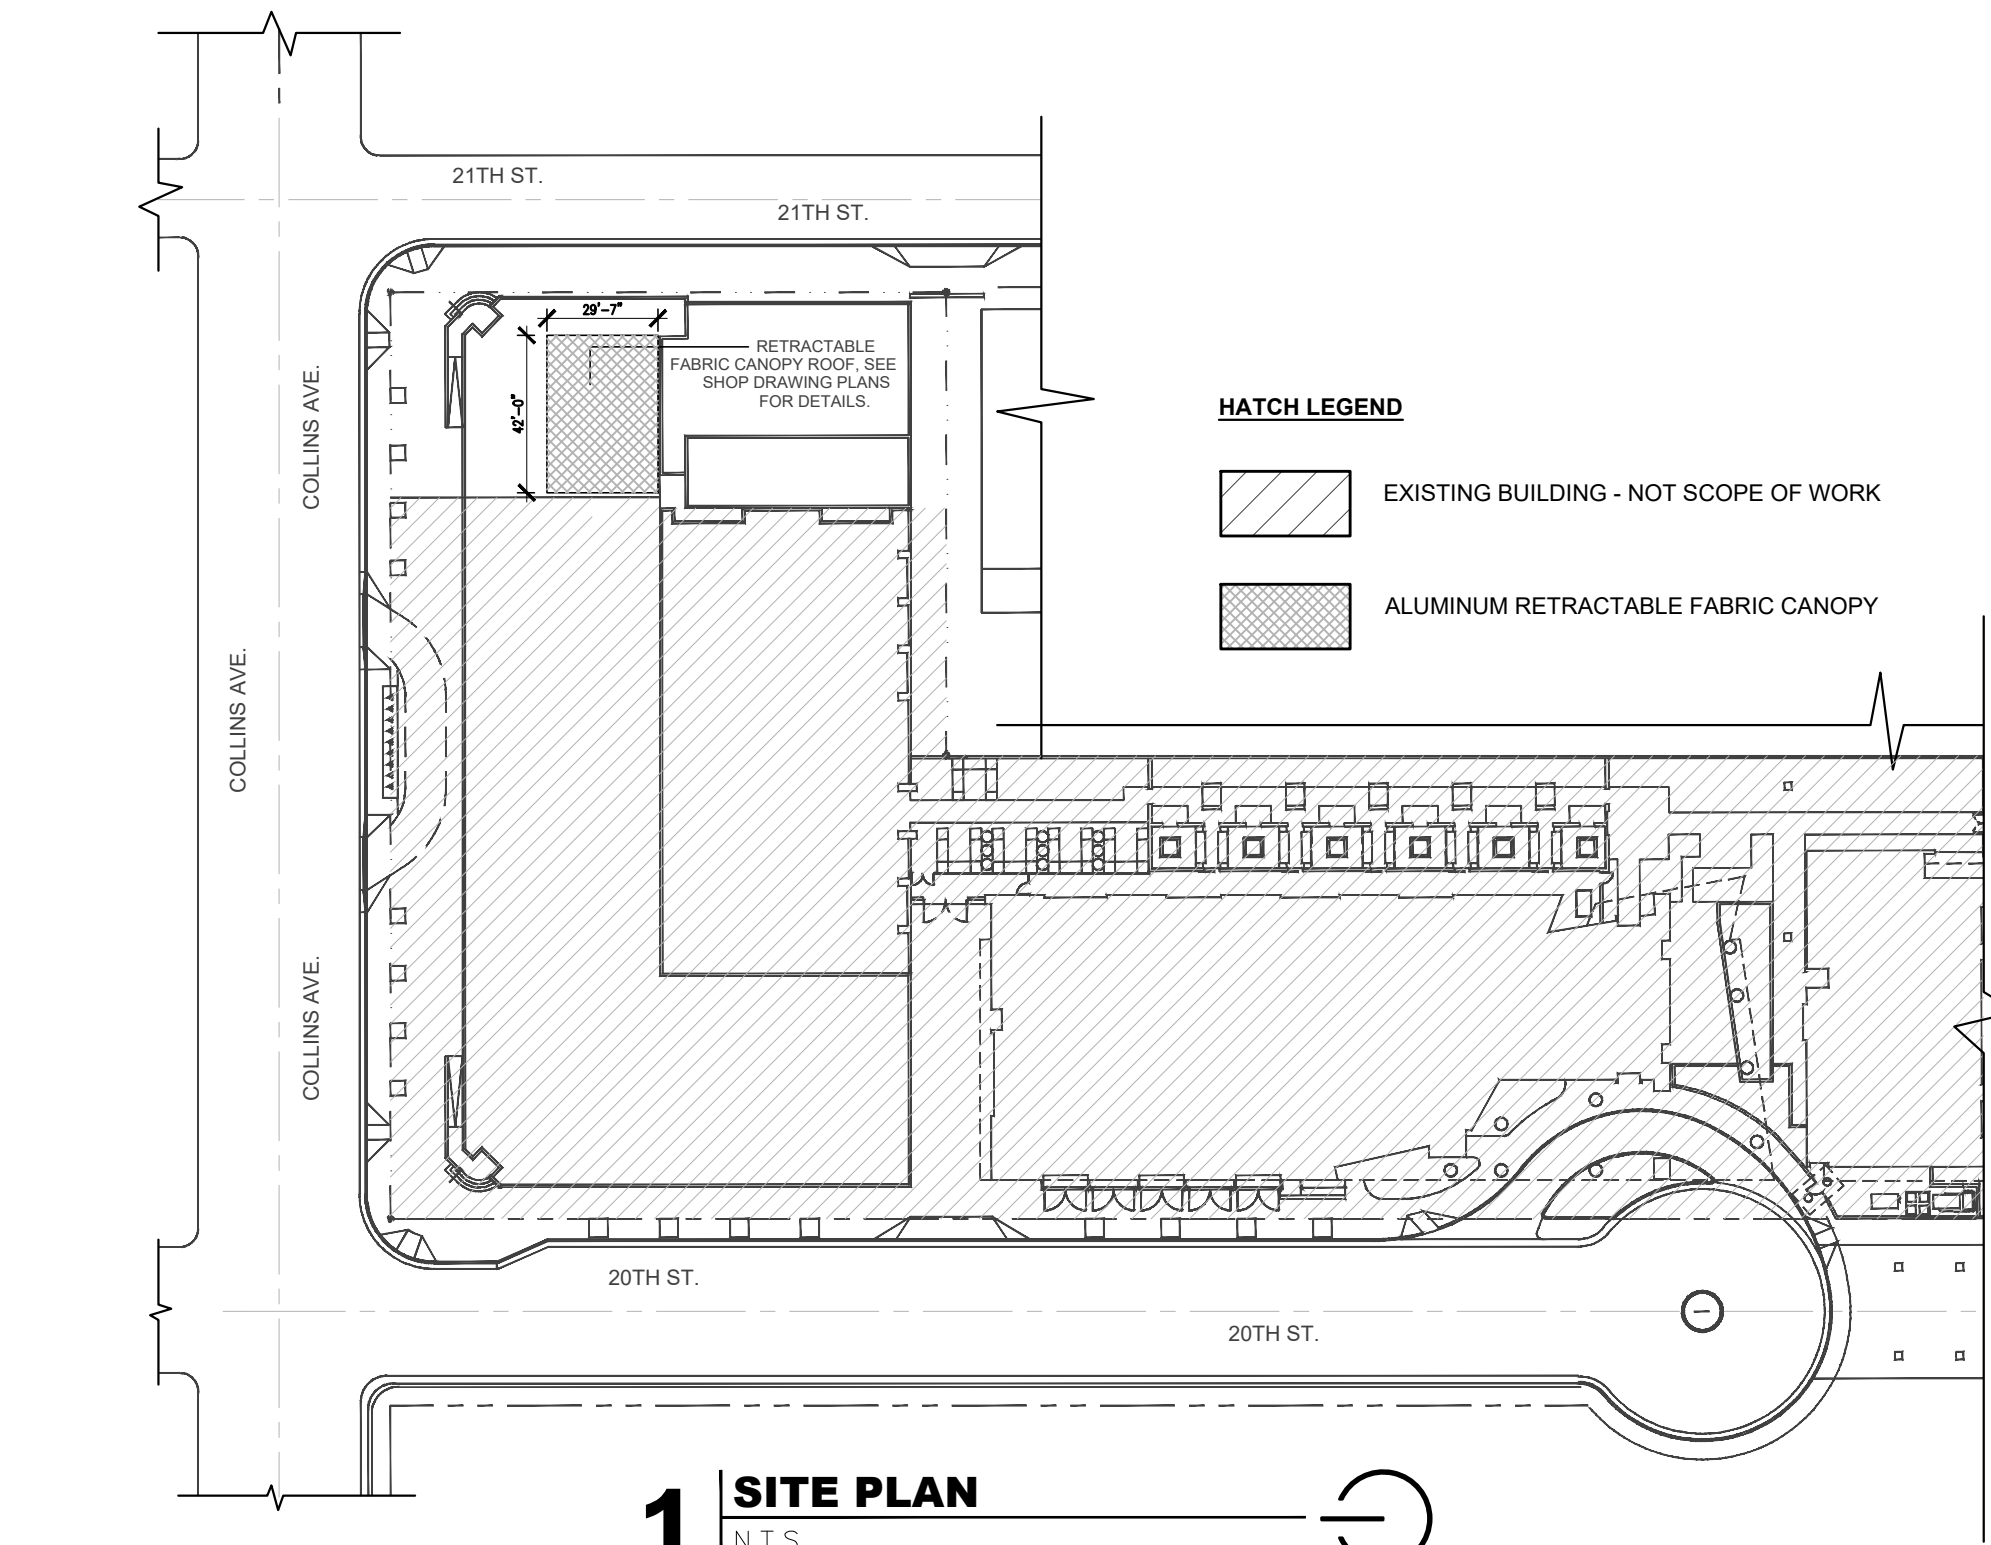 21TH ST.
21TH ST.
29'-7"
42'-0"
RETRACTABLE
FABRIC CANOPY ROOF, SEE
SHOP DRAWING PLANS
FOR DETAILS.
COLLINS AVE.
COLLINS AVE.
COLLINS AVE.
HATCH LEGEND
EXISTING BUILDING - NOT SCOPE OF WORK
ALUMINUM RETRACTABLE FABRIC CANOPY
20TH ST.
20TH ST.
1
SITE PLAN
N.T.S.